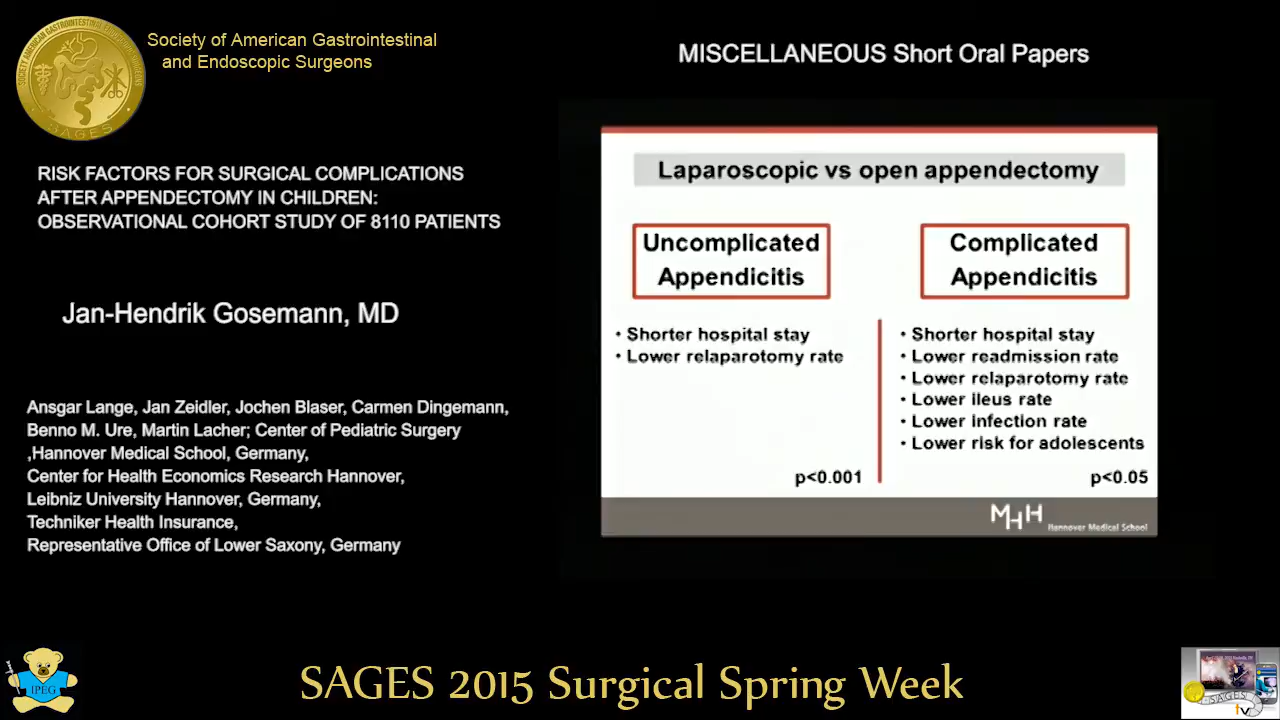 Society of American Gastrointestinal
and Endoscopic Surgeons
MISCELLANEOUS Short Oral Papers
RISK FACTORS FOR SURGICAL COMPLICATIONS
AFTER APPENDECTOMY IN CHILDREN:
OBSERVATIONAL COHORT STUDY OF 8110 PATIENTS
Jan-Hendrik Gosemann, MD
Ansgar Lange, Jan Zeidler, Jochen Blaser, Carmen Dingemann,
Benno M. Ure, Martin Lacher; Center of Pediatric Surgery
,Hannover Medical School, Germany,
Center for Health Economics Research Hannover,
Leibniz University Hannover, Germany,
Techniker Health Insurance,
Representative Office of Lower Saxony, Germany
Laparoscopic vs open appendectomy
Uncomplicated
Appendicitis
• Shorter hospital stay
• Lower relaparotomy rate
p<0.001
Complicated
Appendicitis
• Shorter hospital stay
• Lower readmission rate
• Lower relaparotomy rate
• Lower ileus rate
• Lower infection rate
• Lower risk for adolescents
p<0.05
MHH
Hannover Medical School
IPEG
SAGES 2015 Surgical Spring Week
SAGES
tv